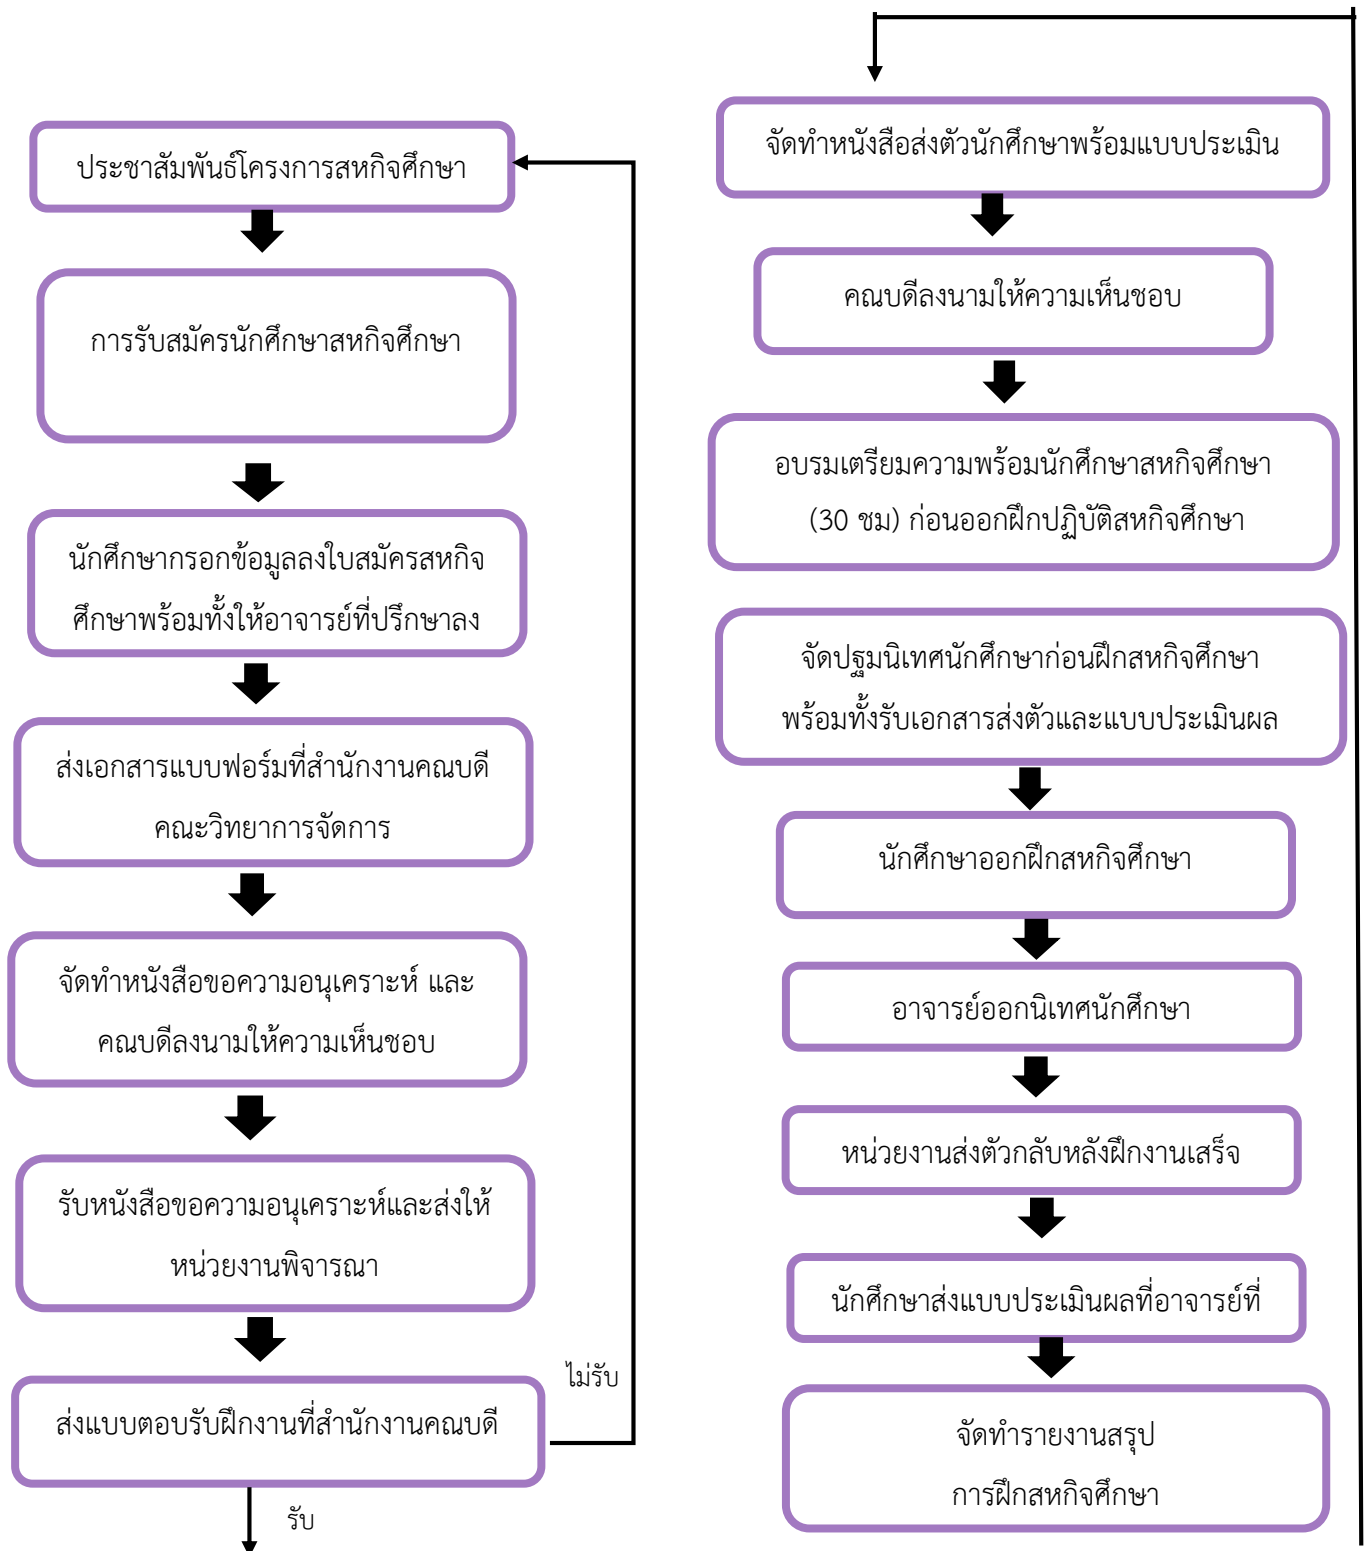 ประชาสัมพันธ์โครงการสหกิจศึกษา
การรับสมัครนักศึกษาสหกิจศึกษา
นักศึกษากรอกข้อมูลลงใบสมัครสหกิจ
ศึกษาพร้อมทั้งให้อาจารย์ที่ปรึกษาลง
ส่งเอกสารแบบฟอร์มที่สำนักงานคณบดี
คณะวิทยาการจัดการ
จัดทำหนังสือขอความอนุเคราะห์ และ
คณบดีลงนามให้ความเห็นชอบ
รับหนังสือขอความอนุเคราะห์และส่งให้
หน่วยงานพิจารณา
ไม่รับ
ส่งแบบตอบรับฝึกงานที่สำนักงานคณบดี
รับ
จัดทำหนังสือส่งตัวนักศึกษาพร้อมแบบประเมิน
คณบดีลงนามให้ความเห็นชอบ
อบรมเตรียมความพร้อมนักศึกษาสหกิจศึกษา
(30 ชม) ก่อนออกฝึกปฏิบัติสหกิจศึกษา
จัดปฐมนิเทศนักศึกษาก่อนฝึกสหกิจศึกษา
พร้อมทั้งรับเอกสารส่งตัวและแบบประเมินผล
นักศึกษาออกฝึกสหกิจศึกษา
อาจารย์ออกนิเทศนักศึกษา
หน่วยงานส่งตัวกลับหลังฝึกงานเสร็จ
นักศึกษาส่งแบบประเมินผลที่อาจารย์ที่
จัดทำรายงานสรุป
การฝึกสหกิจศึกษา